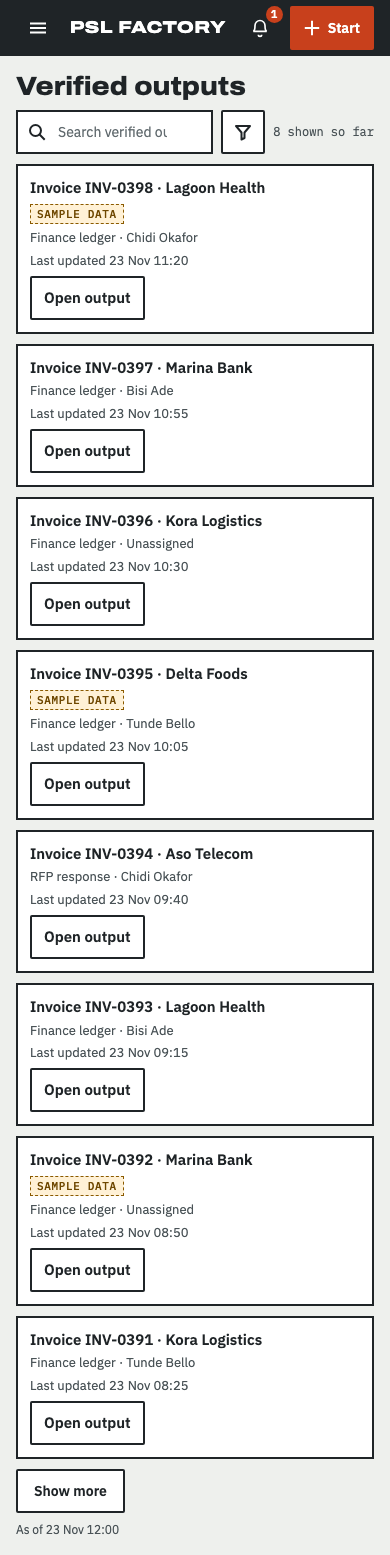 PSL FACTORY
1
Start
Verified outputs
Search verified ou
8 shown so far
Invoice INV-0398 · Lagoon Health
SAMPLE DATA
Finance ledger · Chidi Okafor
Last updated 23 Nov 11:20
Open output
Invoice INV-0397 · Marina Bank
Finance ledger · Bisi Ade
Last updated 23 Nov 10:55
Open output
Invoice INV-0396 · Kora Logistics
Finance ledger · Unassigned
Last updated 23 Nov 10:30
Open output
Invoice INV-0395 · Delta Foods
SAMPLE DATA
Finance ledger · Tunde Bello
Last updated 23 Nov 10:05
Open output
Invoice INV-0394 · Aso Telecom
RFP response · Chidi Okafor
Last updated 23 Nov 09:40
Open output
Invoice INV-0393 · Lagoon Health
Finance ledger · Bisi Ade
Last updated 23 Nov 09:15
Open output
Invoice INV-0392 · Marina Bank
SAMPLE DATA
Finance ledger · Unassigned
Last updated 23 Nov 08:50
Open output
Invoice INV-0391 · Kora Logistics
Finance ledger · Tunde Bello
Last updated 23 Nov 08:25
Open output
Show more
As of 23 Nov 12:00